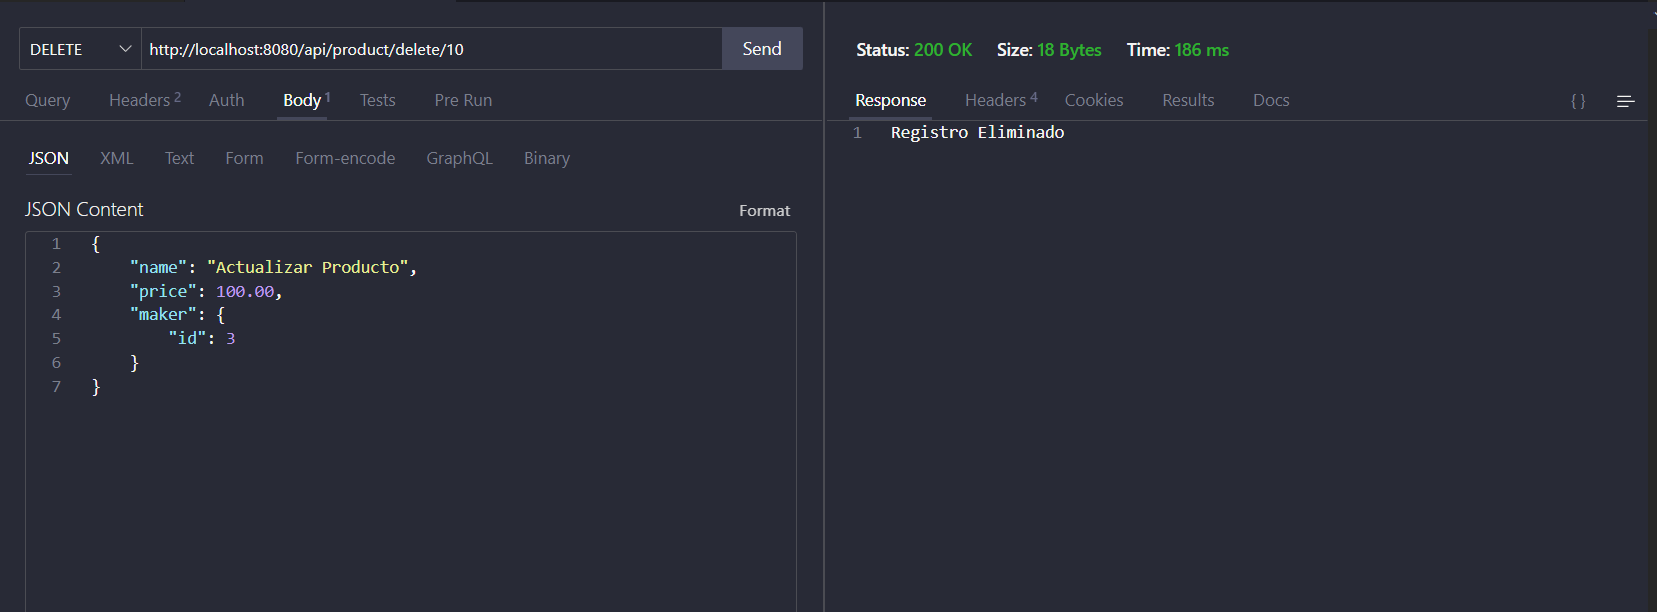 DELETE http://localhost:8080/api/product/delete/10 Send
Query Headers 2 Auth Body 1 Tests Pre Run
JSON XML Text Form Form-encode GraphQL Binary
JSON Content Format
1 {
2 "name": "Actualizar Producto",
3 "price": 100.00,
4 "maker": {
5 "id": 3
6 }
7 }
Status: 200 OK Size: 18 Bytes Time: 186 ms
Response Headers 4 Cookies Results Docs { }
1 Registro Eliminado